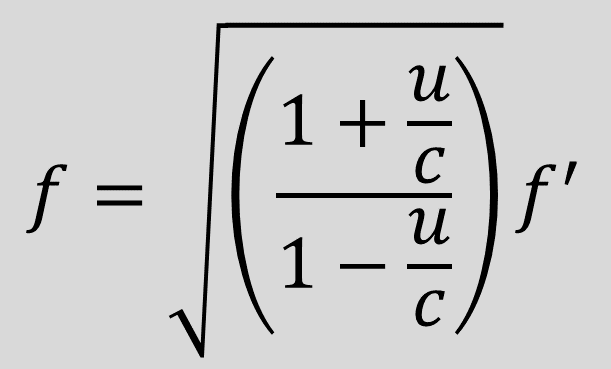 f = √((1 + u/c)/(1 − u/c)) f′